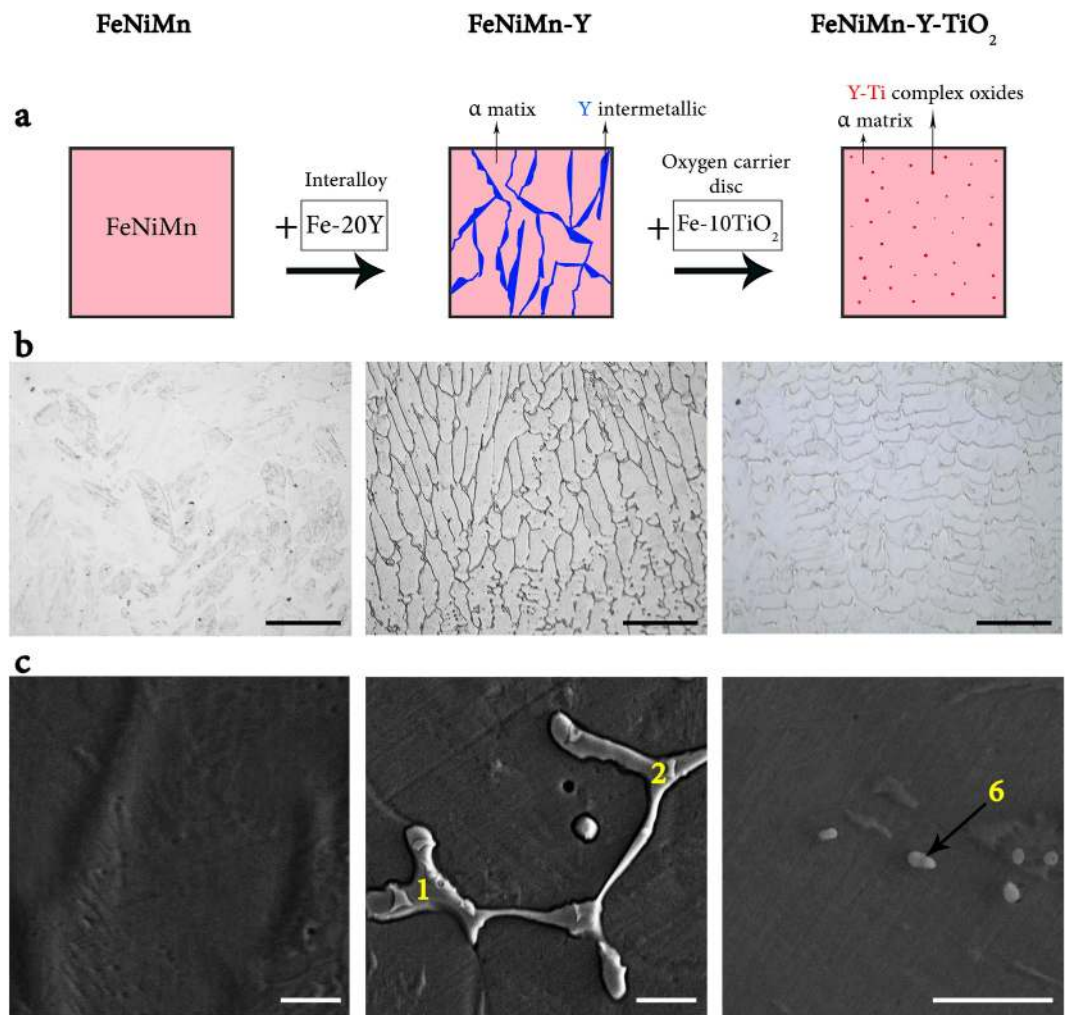 FeNiMn FeNiMn-Y FeNiMn-Y-TiO₂
a
α matix Y intermetallic
Y-Ti complex oxides
α matrix
FeNiMn
Interalloy
+ Fe-20Y
Oxygen carrier
disc
+ Fe-10TiO₂
b
c
1
2
6